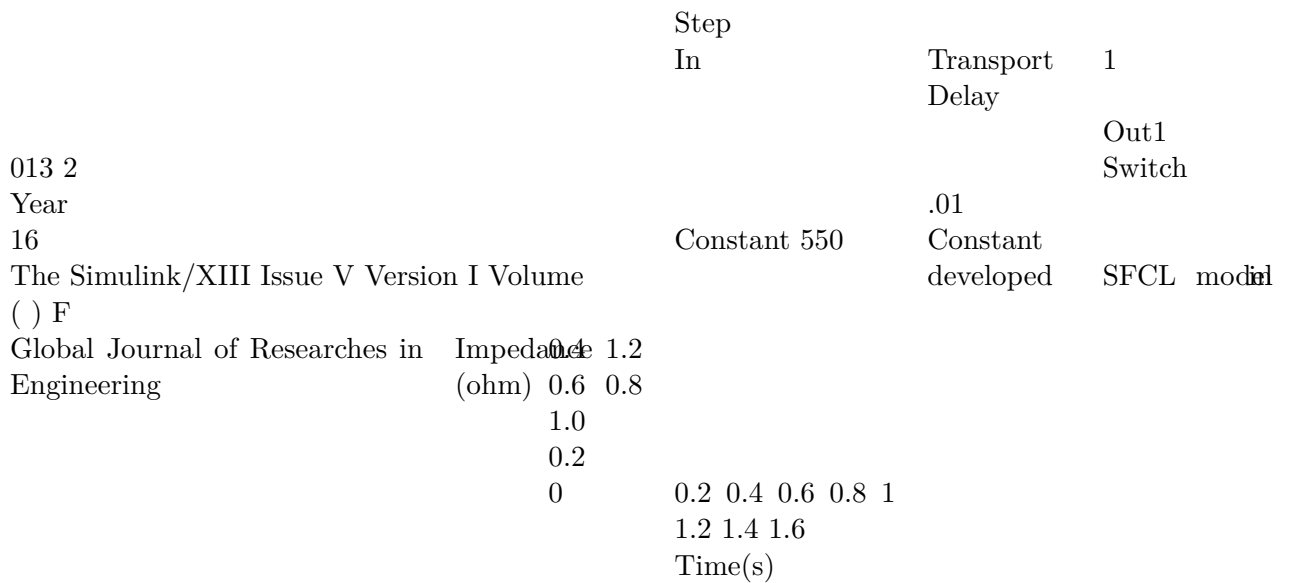 Step
In Transport 1
Delay
Out1
013 2 Switch
Year .01
16 Constant 550 Constant
The Simulink/XIII Issue V Version I Volume developed SFCL model in
( ) F
Global Journal of Researches in Impedance 0.4 1.2
Engineering (ohm) 0.6 0.8
1.0
0.2
0 0.2 0.4 0.6 0.8 1
1.2 1.4 1.6
Time(s)